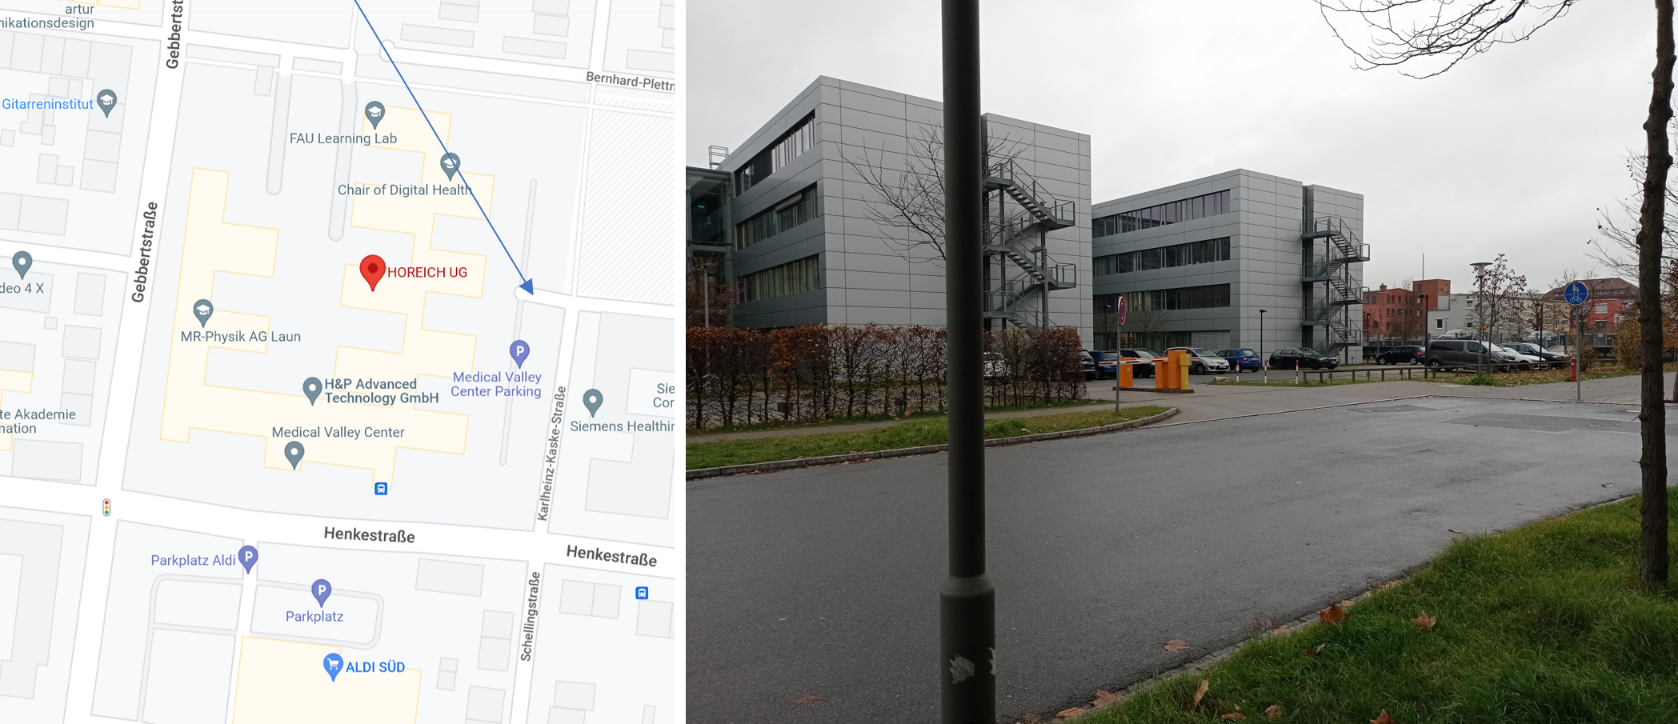 artur
nikationsdesign
Gebbertst
Bernhard-Plettn
Gitarreninstitut
FAU Learning Lab
Chair of Digital Health
Gebbertstraße
HOREICH UG
deo 4 X
MR-Physik AG Laun
P
Medical Valley
Center Parking
H&P Advanced
Technology GmbH
Karlheinz-Kaske-Straße
Sie
Cor
Siemens Healthin
te Akademie
nation
Medical Valley Center
Henkestraße
Henkestraße
Parkplatz Aldi
P
P
Parkplatz
Schellingstraße
ALDI SÜD